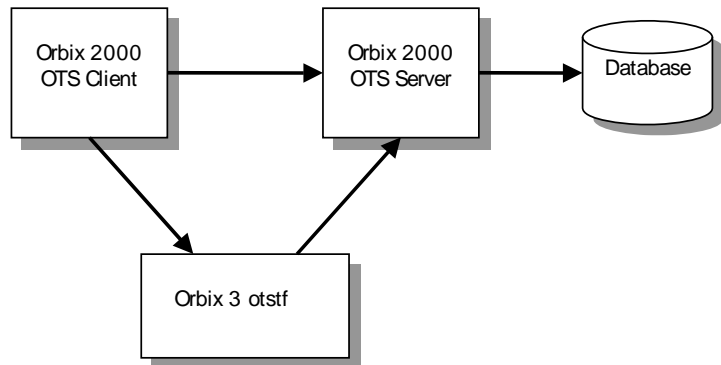 Orbix 2000
OTS Client
Orbix 2000
OTS Server
Database
Orbix 3 otstf